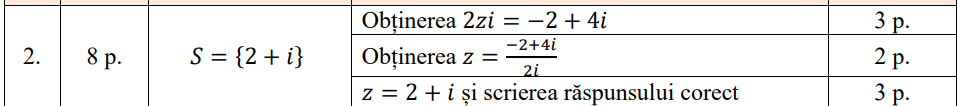 Obținerea 2zi = −2 + 4i 3 p.
2. 8 p. S = {2 + i} Obținerea z = \frac{−2+4i}{2i} 2 p.
z = 2 + i și scrierea răspunsului corect 3 p.